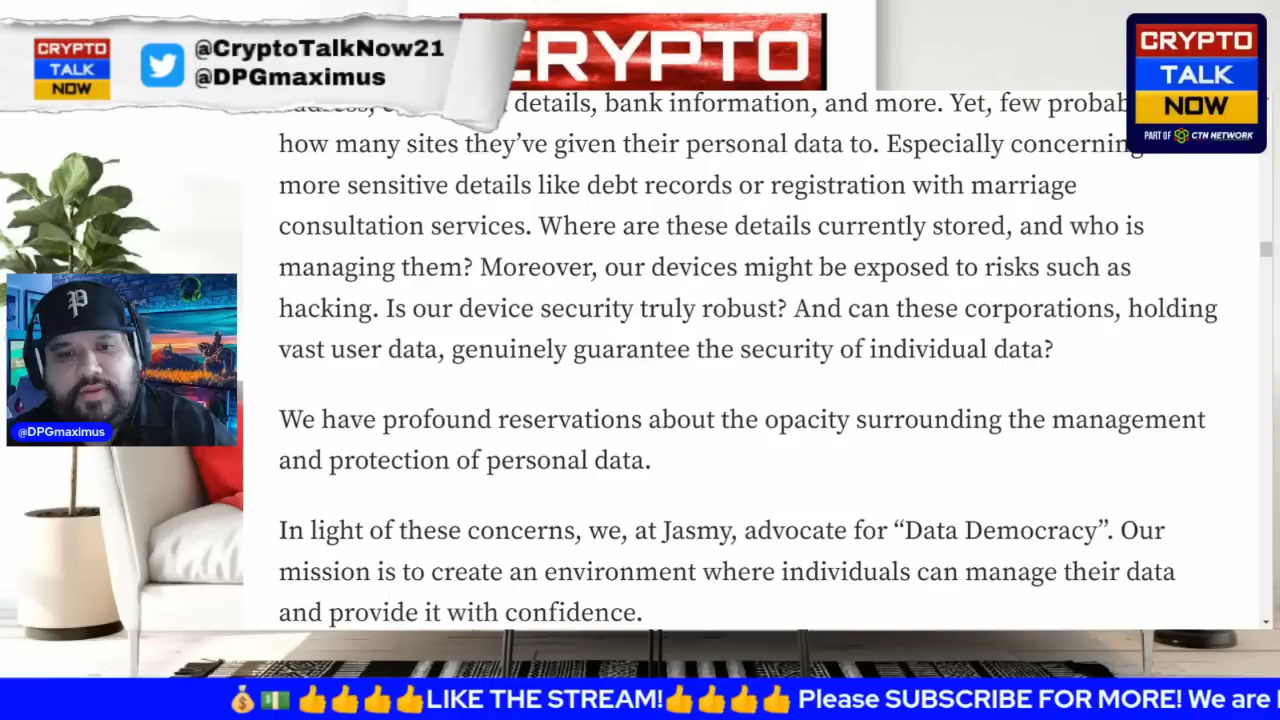 CRYPTO
TALK
NOW
@CryptoTalkNow21
@DPGmaximus
CRYPTO
CRYPTO
TALK
NOW
PART OF CTN NETWORK
details, bank information, and more. Yet, few
how many sites they’ve given their personal data to. Especially concerning
more sensitive details like debt records or registration with marriage
consultation services. Where are these details currently stored, and who is
managing them? Moreover, our devices might be exposed to risks such as
hacking. Is our device security truly robust? And can these corporations, holding
vast user data, genuinely guarantee the security of individual data?
We have profound reservations about the opacity surrounding the management
and protection of personal data.
In light of these concerns, we, at Jasmy, advocate for “Data Democracy”. Our
mission is to create an environment where individuals can manage their data
and provide it with confidence.
P
@DPGmaximus
LIKE THE STREAM! Please SUBSCRIBE FOR MORE! We are